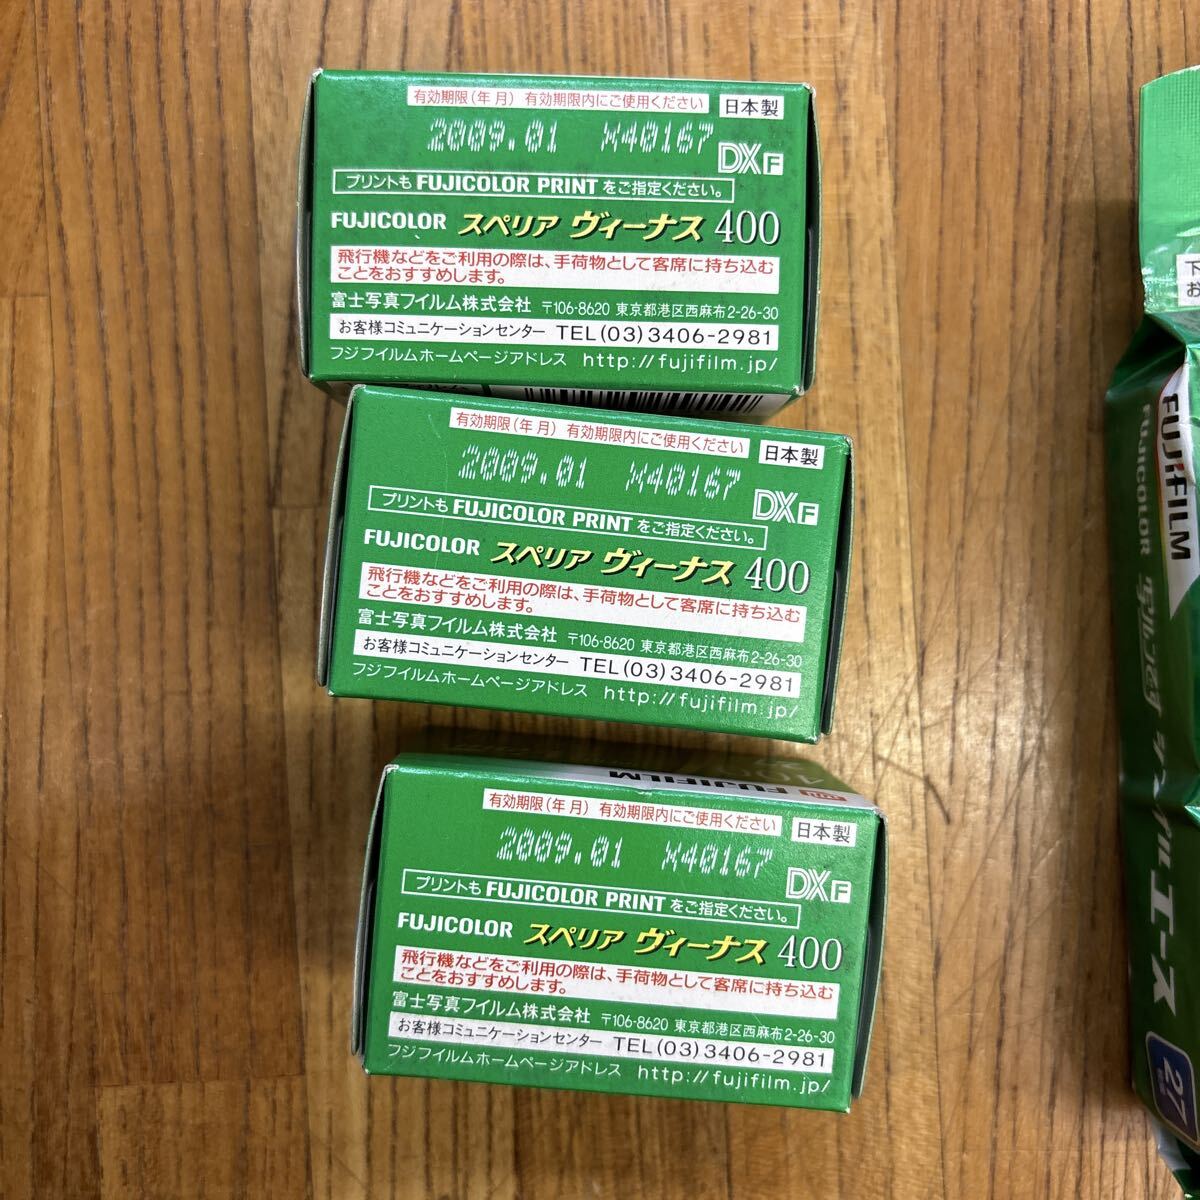 有効期限(年月) 有効期限内にご使用ください 日本製
2009.01 X40167
DXF
プリントも FUJICOLOR PRINT をご指定ください。
FUJICOLOR スペリア ヴィーナス 400
飛行機などをご利用の際は、手荷物として客席に持ち込む
ことをおすすめします。
富士写真フイルム株式会社 〒106-8620 東京都港区西麻布2-26-30
お客様コミュニケーションセンター TEL(03)3406-2981
フジフイルムホームページアドレス http://fujifilm.jp/
有効期限(年月) 有効期限内にご使用ください 日本製
2009.01 X40167
DXF
プリントも FUJICOLOR PRINT をご指定ください。
FUJICOLOR スペリア ヴィーナス 400
飛行機などをご利用の際は、手荷物として客席に持ち込む
ことをおすすめします。
富士写真フイルム株式会社 〒106-8620 東京都港区西麻布2-26-30
お客様コミュニケーションセンター TEL(03)3406-2981
フジフイルムホームページアドレス http://fujifilm.jp/
FUJIFILM
有効期限(年月) 有効期限内にご使用ください 日本製
2009.01 X40167
DXF
プリントも FUJICOLOR PRINT をご指定ください。
FUJICOLOR スペリア ヴィーナス 400
飛行機などをご利用の際は、手荷物として客席に持ち込む
ことをおすすめします。
富士写真フイルム株式会社 〒106-8620 東京都港区西麻布2-26-30
お客様コミュニケーションセンター TEL(03)3406-2981
フジフイルムホームページアドレス http://fujifilm.jp/
下
お
FUJIFILM
FUJICOLOR
エース
27